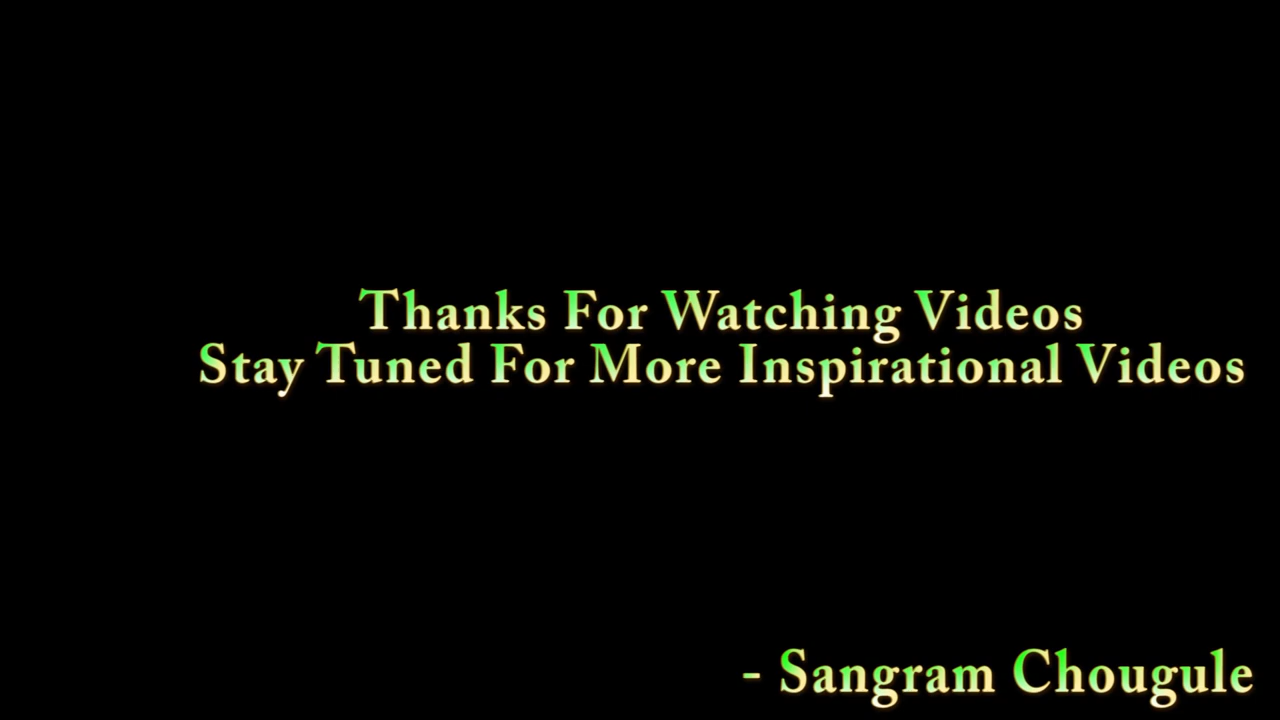 Thanks For Watching Videos
Stay Tuned For More Inspirational Videos
- Sangram Chougule